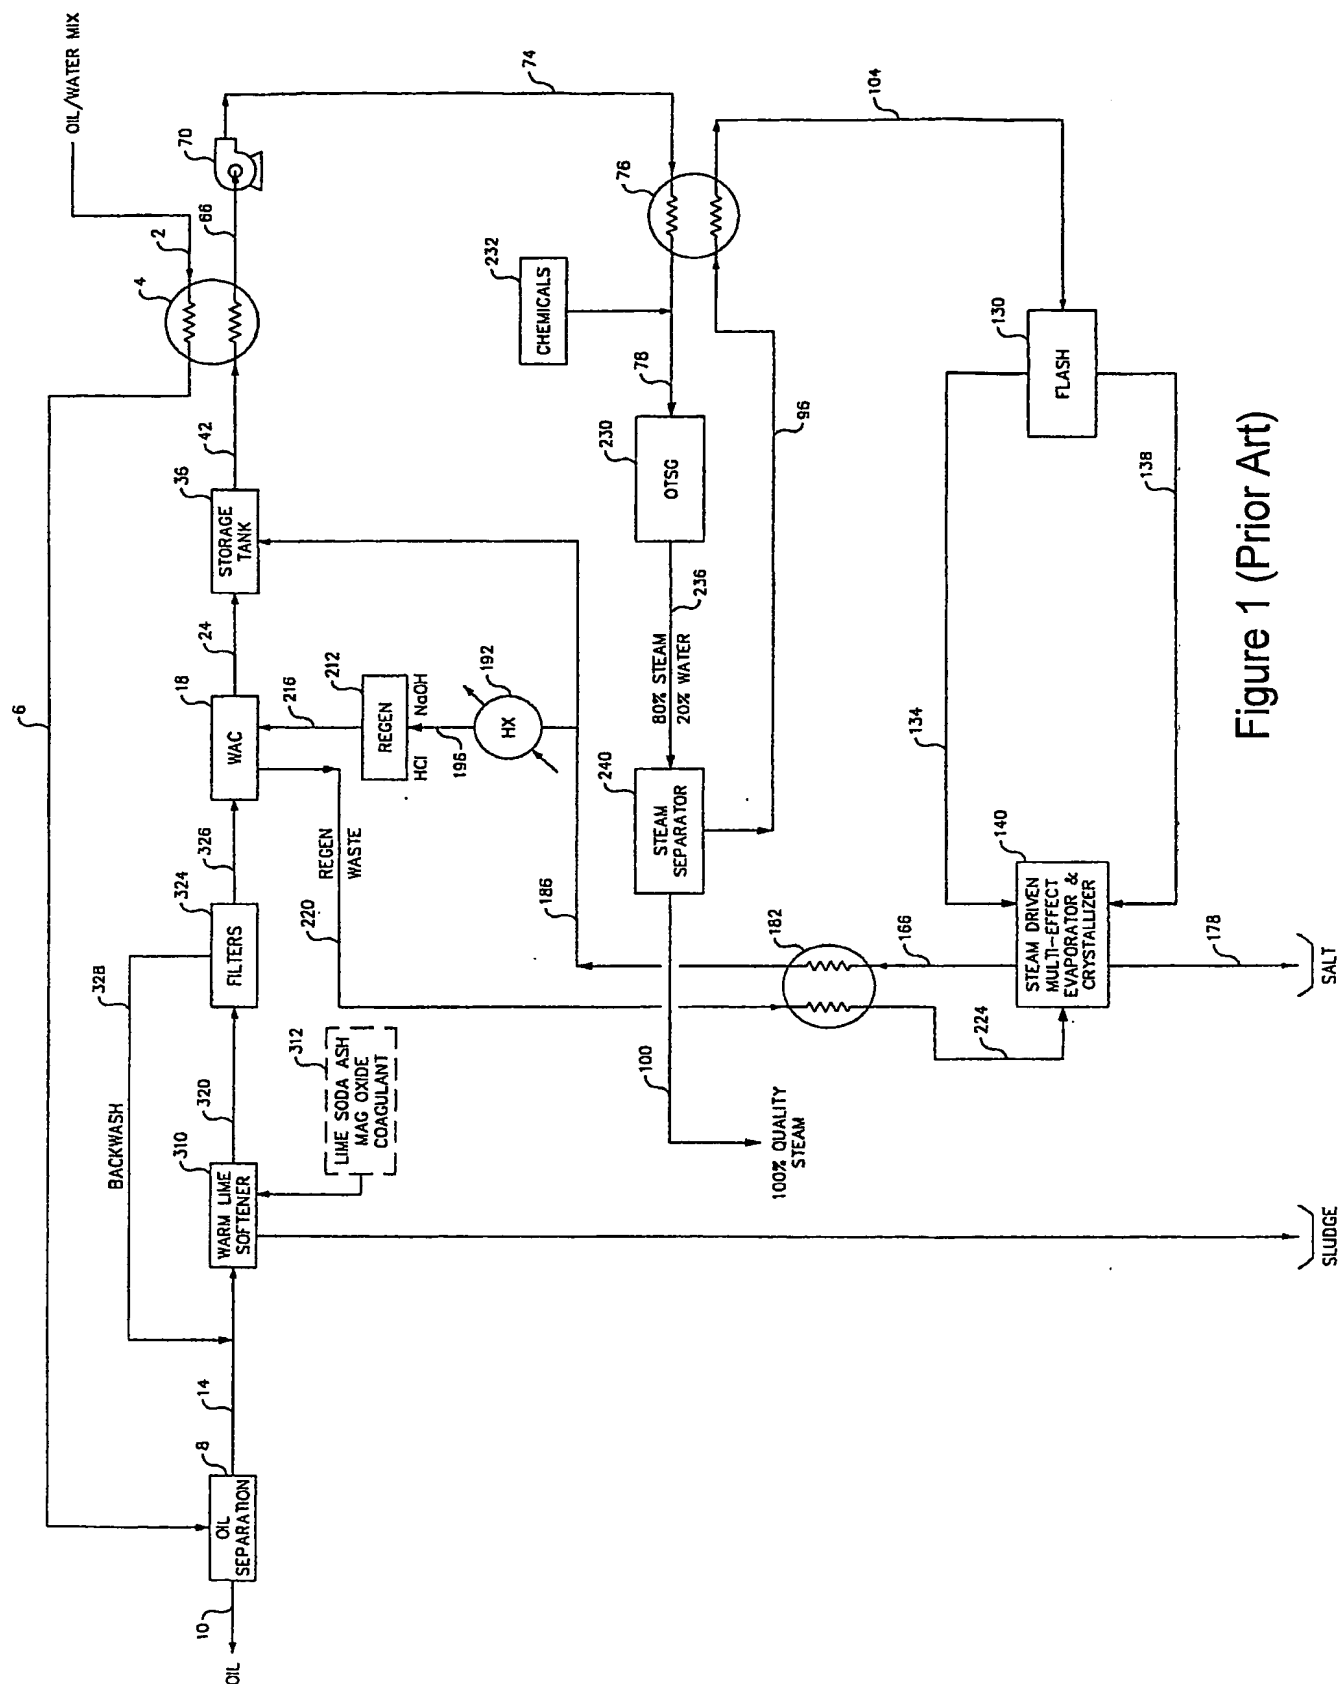 OIL/WATER MIX
2
4
6
66
70
74
42
36
STORAGE
TANK
24
18
WAC
326
324
FILTERS
328
BACKWASH
320
310
WARM LIME
SOFTENER
14
8
OIL
SEPARATION
10
OIL
312
LIME SODA ASH
MAG OXIDE
COAGULANT
REGEN
WASTE
220
216
212
REGEN
HCl
NaOH
196
192
HX
186
232
CHEMICALS
76
104
78
230
OTSG
236
80% STEAM
20% WATER
240
STEAM
SEPARATOR
96
100
100% QUALITY
STEAM
182
166
130
FLASH
134
138
140
STEAM DRIVEN
MULTI-EFFECT
EVAPORATOR &
CRYSTALLIZER
224
178
SALT
SLUDGE
Figure 1 (Prior Art)